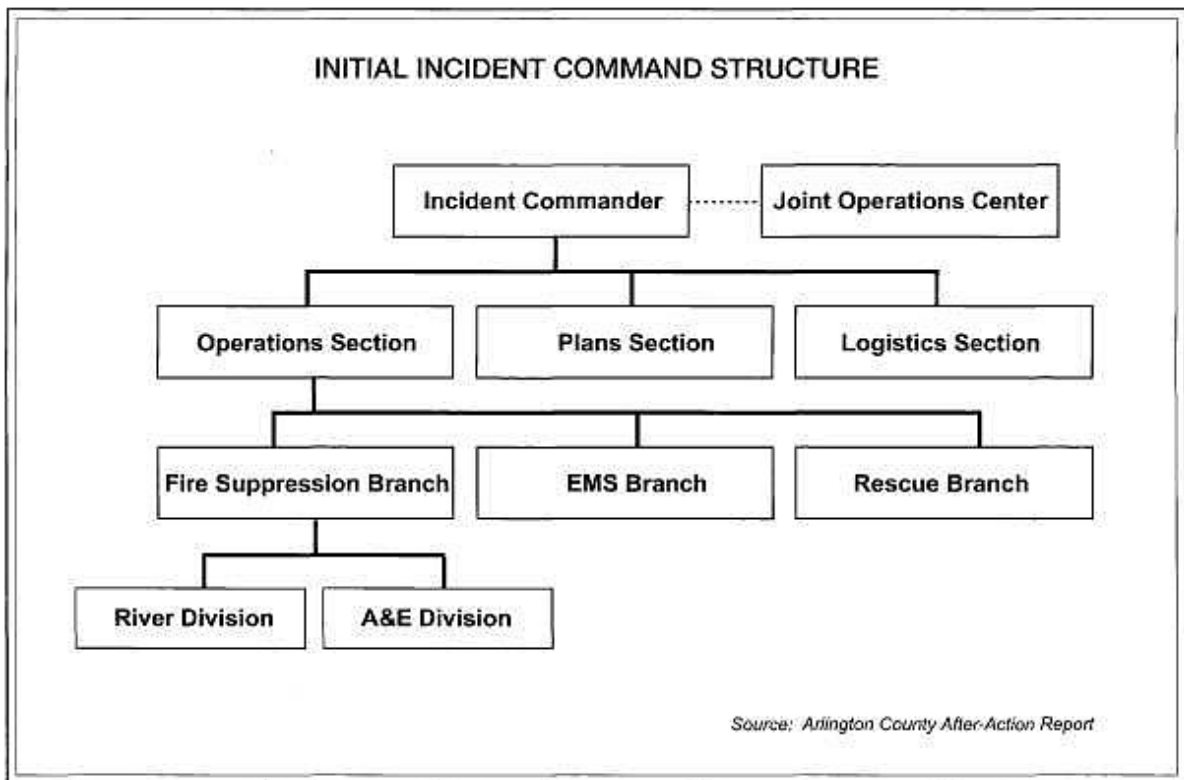 INITIAL INCIDENT COMMAND STRUCTURE
Incident Commander
Joint Operations Center
Operations Section
Plans Section
Logistics Section
Fire Suppression Branch
EMS Branch
Rescue Branch
River Division
A&E Division
Source: Arlington County After-Action Report